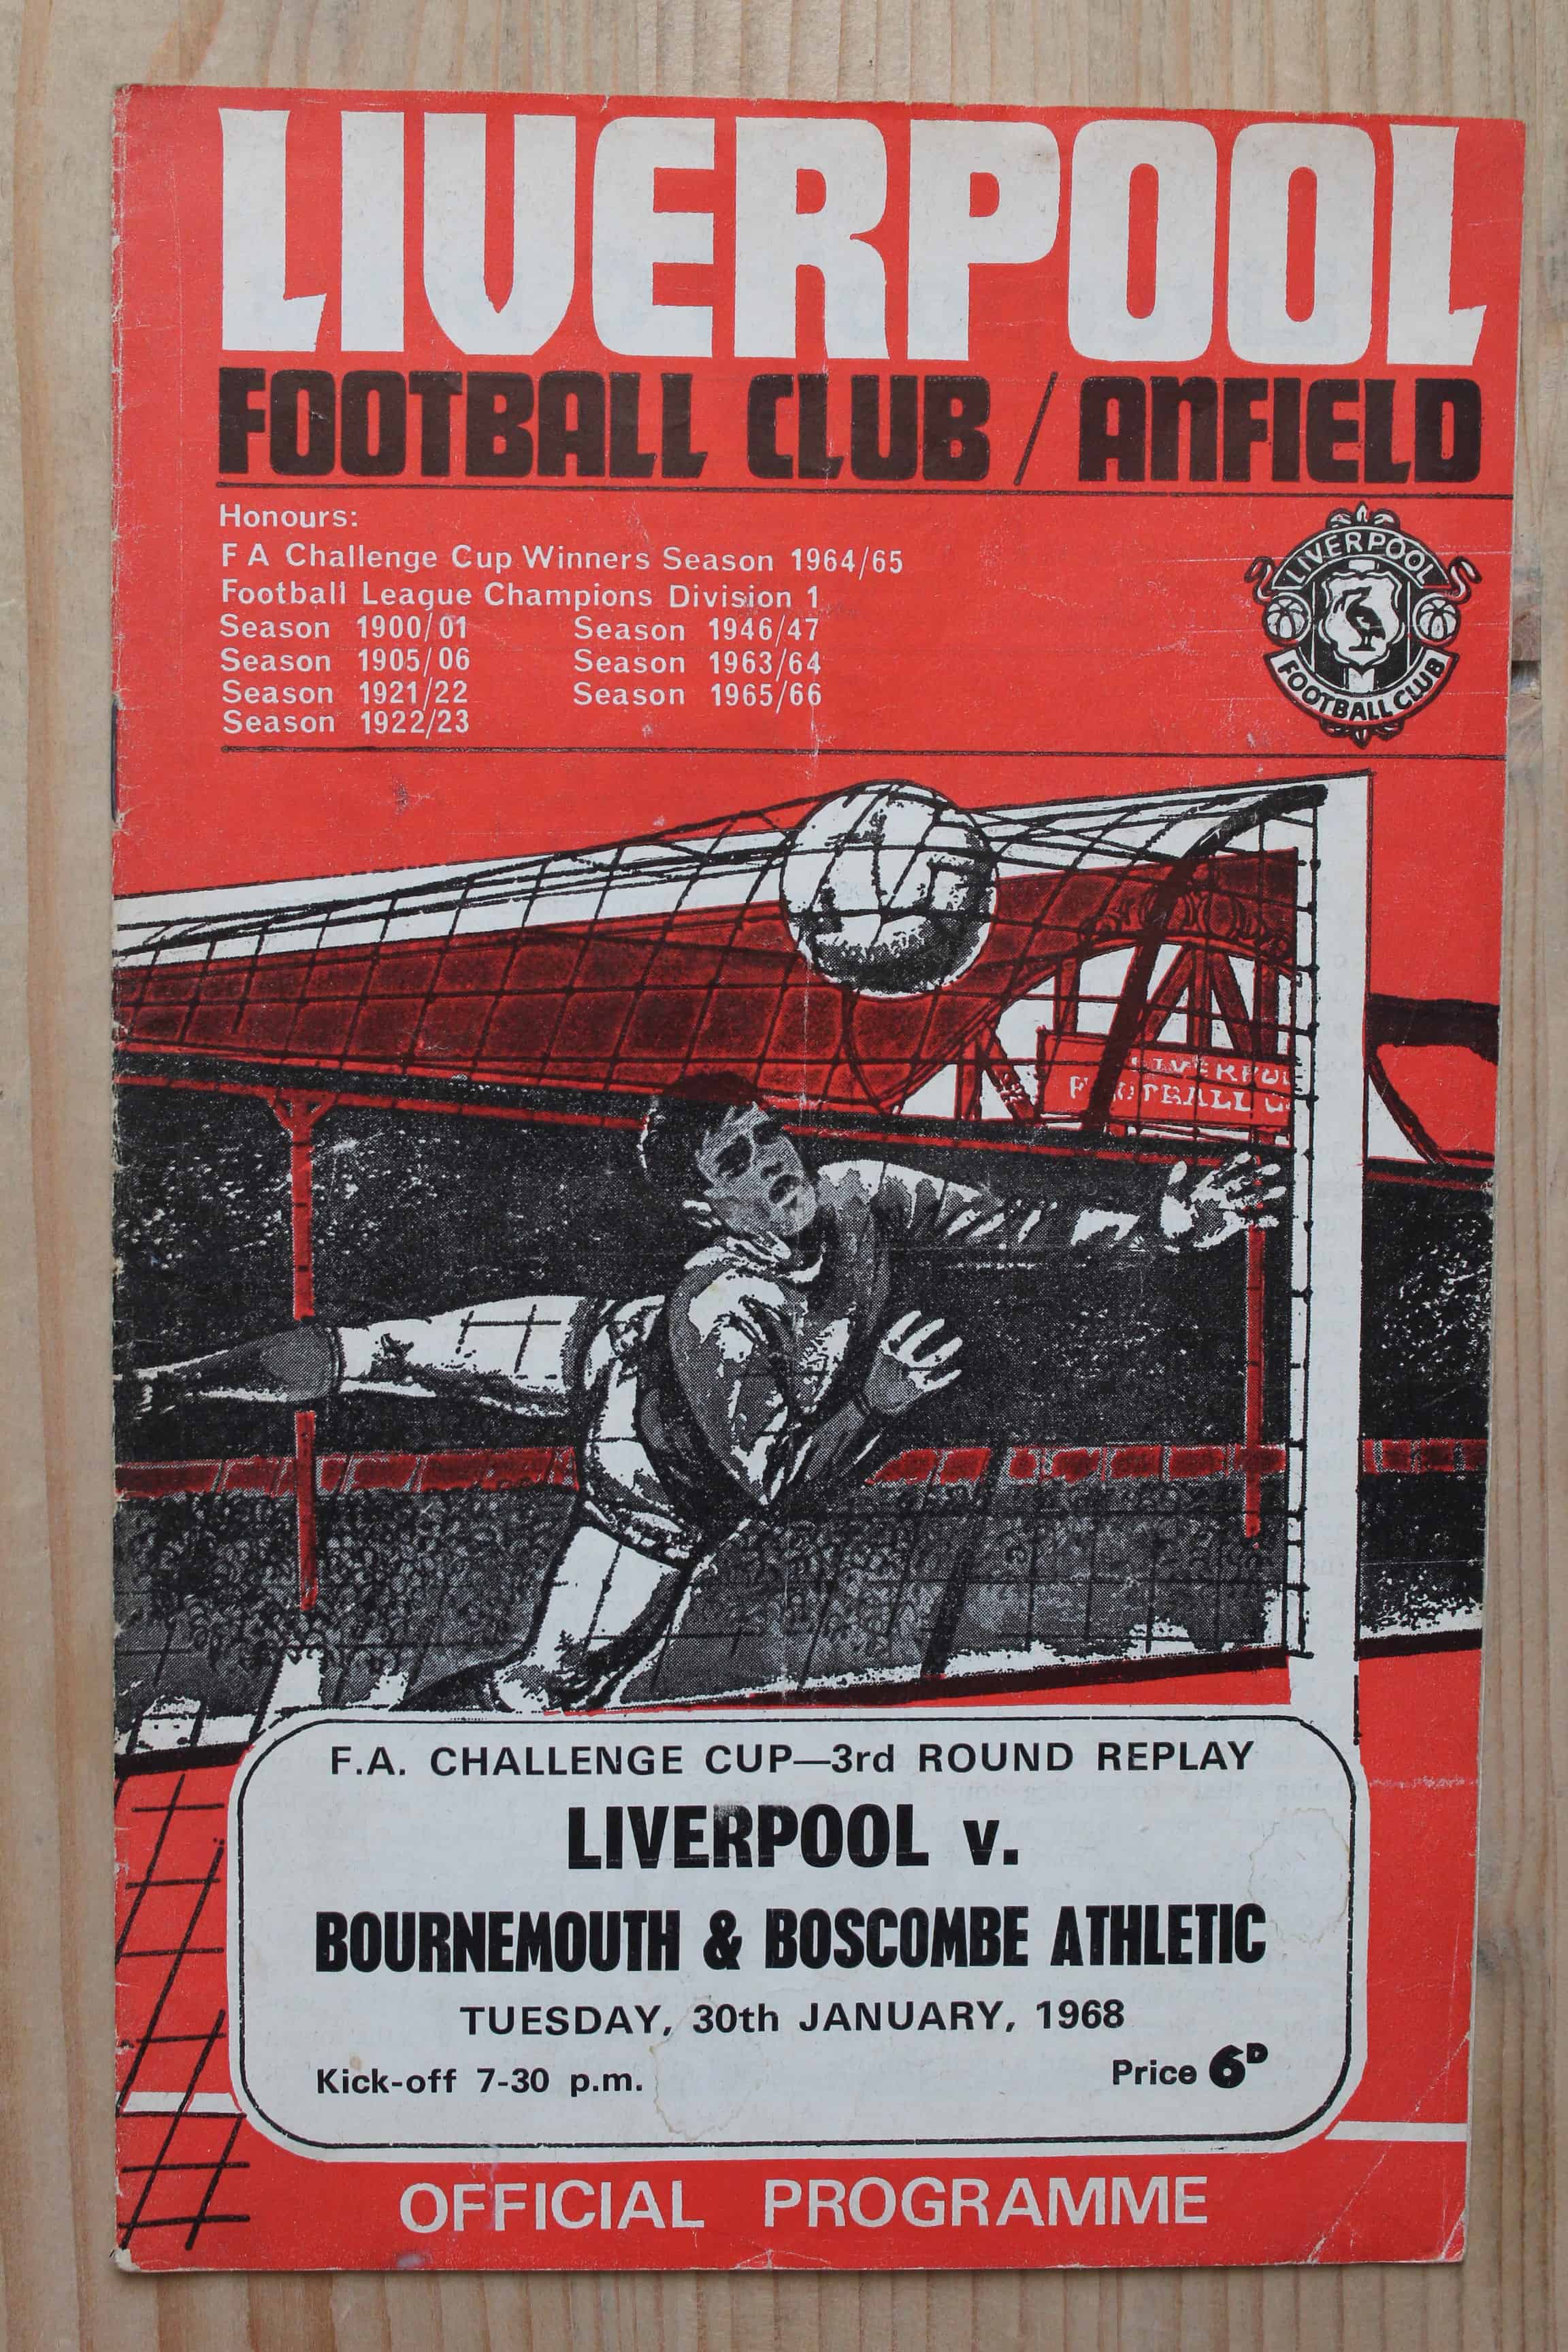 LIVERPOOL
FOOTBALL CLUB / ANFIELD
Honours:
F A Challenge Cup Winners Season 1964/65
Football League Champions Division 1
Season 1900/01 Season 1946/47
Season 1905/06 Season 1963/64
Season 1921/22 Season 1965/66
Season 1922/23
LIVERPOOL
FOOTBALL CLUB
LIVERPOOL
FOOTBALL
F.A. CHALLENGE CUP—3rd ROUND REPLAY
LIVERPOOL v.
BOURNEMOUTH & BOSCOMBE ATHLETIC
TUESDAY, 30th JANUARY, 1968
Kick-off 7-30 p.m. Price 6D
OFFICIAL PROGRAMME